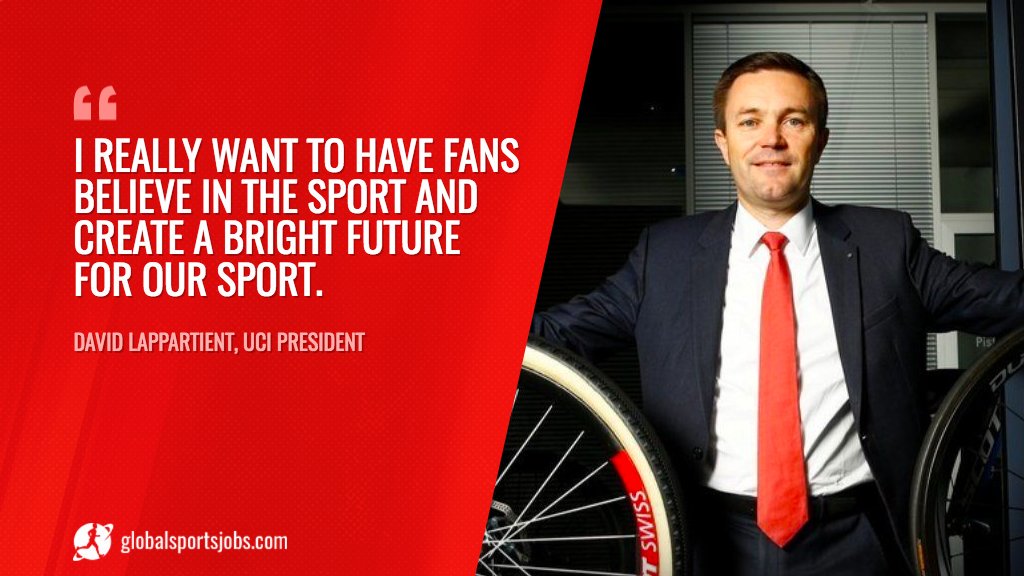 “
I REALLY WANT TO HAVE FANS
BELIEVE IN THE SPORT AND
CREATE A BRIGHT FUTURE
FOR OUR SPORT.
DAVID LAPPARTIENT, UCI PRESIDENT
globalsportsjobs.com
SWISS
Pist